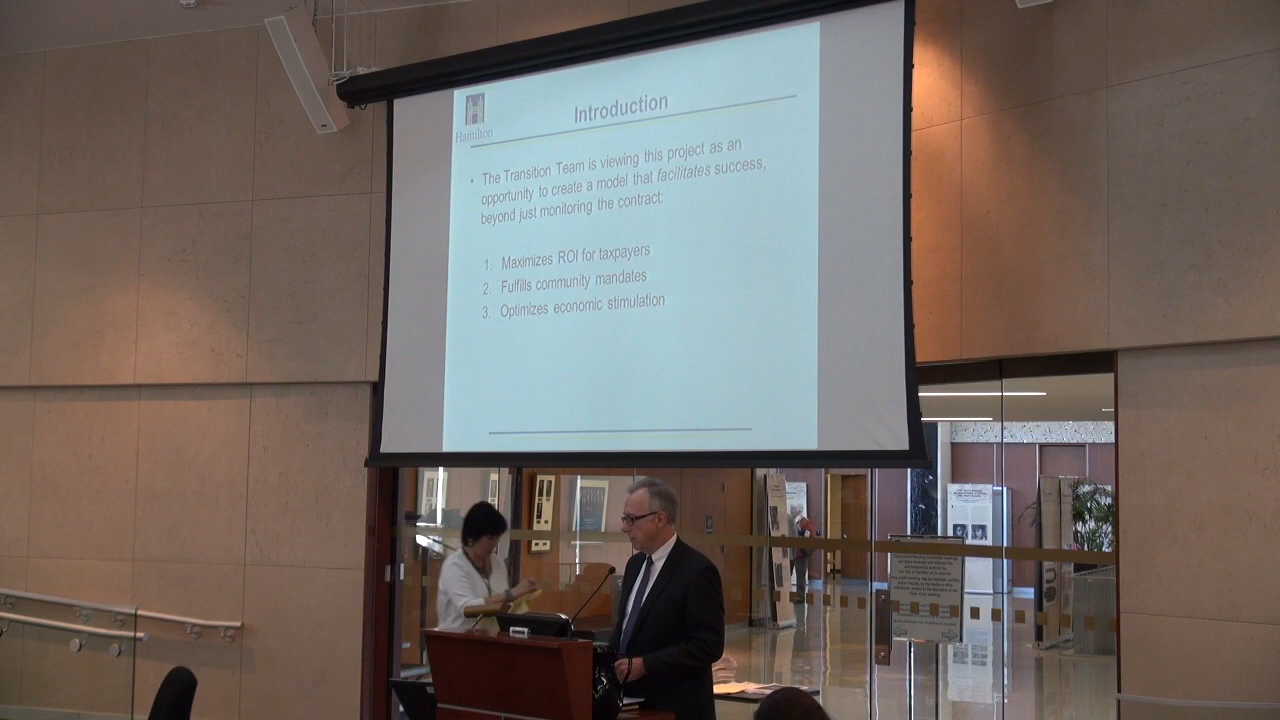 Hamilton
Introduction
• The Transition Team is viewing this project as an
opportunity to create a model that facilitates success,
beyond just monitoring the contract:
1. Maximizes ROI for taxpayers
2. Fulfills community mandates
3. Optimizes economic stimulation